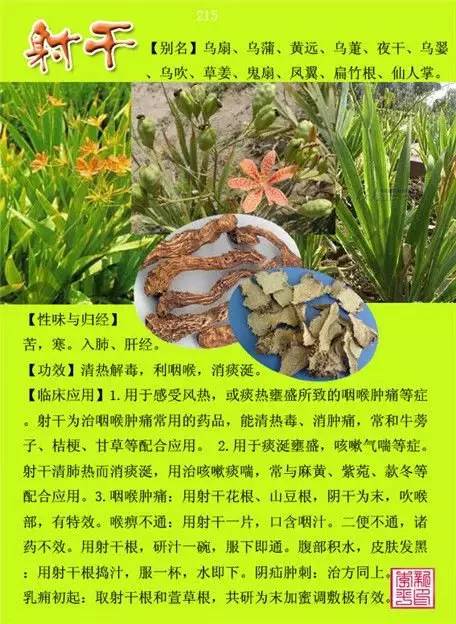 215
射干
【别名】乌扇、乌蒲、黄远、乌萐、夜干、乌翣
、乌吹、草姜、鬼扇、凤翼、扁竹根、仙人掌。
【性味与归经】
苦，寒。入肺、肝经。
【功效】清热解毒，利咽喉，消痰涎。
【临床应用】1.用于感受风热，或痰热壅盛所致的咽喉肿痛等症
。射干为治咽喉肿痛常用的药品，能清热毒、消肿痛，常和牛蒡
子、桔梗、甘草等配合应用。 2.用于痰涎壅盛，咳嗽气喘等症。
射干清肺热而消痰涎，用治咳嗽痰喘，常与麻黄、紫菀、款冬等
配合应用。3.咽喉肿痛：用射干花根、山豆根，阴干为末，吹喉
部，有特效。喉痹不通：用射干一片，口含咽汁。二便不通，诸
药不效。用射干根，研汁一碗，服下即通。腹部积水，皮肤发黑
：用射干根捣汁，服一杯，水即下。阴疝肿刺：治方同上。
乳痈初起：取射干根和萱草根，共研为末加蜜调敷极有效。